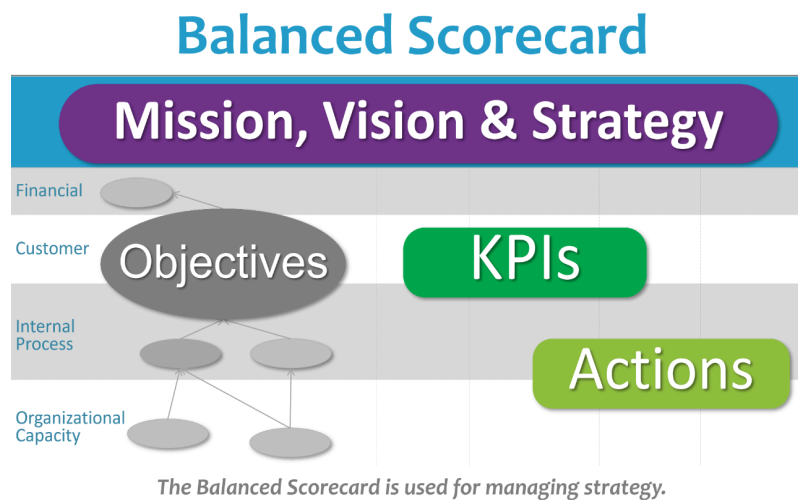 Balanced Scorecard
Mission, Vision & Strategy
Financial
Customer
Objectives
KPIs
Internal
Process
Actions
Organizational
Capacity
The Balanced Scorecard is used for managing strategy.